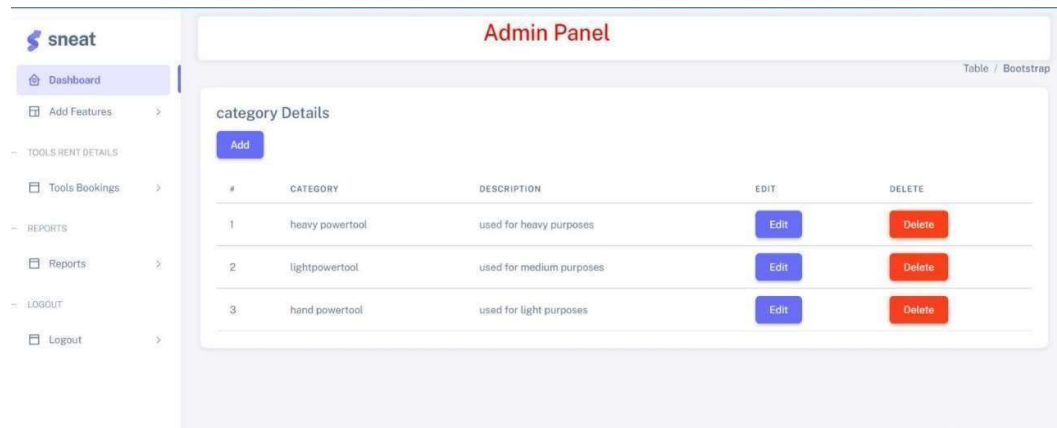 Admin Panel
sneat
Table / Bootstrap
Dashboard
Add Features
TOOLS RENT DETAILS
Tools Bookings
REPORTS
Reports
LOGOUT
Logout
category Details
Add
# CATEGORY DESCRIPTION EDIT DELETE
1 heavy powertool used for heavy purposes Edit Delete
2 lightpowertool used for medium purposes Edit Delete
3 hand powertool used for light purposes Edit Delete